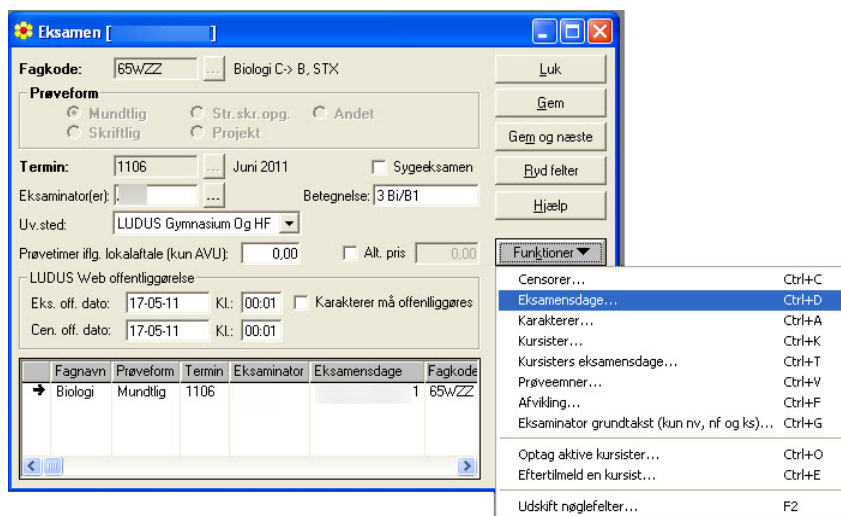 Eksamen [ ]
Fagkode: 65WZZ ... Biologi C-> B, STX
Luk
Prøveform
Gem
Mundtlig Str.skr.opg. Andet
Skriftlig Projekt
Gem og næste
Termin: 1106 ... Juni 2011 Sygeeksamen
Ryd felter
Eksaminator(er): ... Betegnelse: 3 Bi/B1
Hjælp
Uv.sted: LUDUS Gymnasium Og HF
Prøvetimer iflg. lokalaftale (kun AVU): 0,00 Alt. pris 0,00
Funktioner
LUDUS Web offentliggørelse
Eks. off. dato: 17-05-11 Kl.: 00:01 Karakterer må offenlliggøres
Cen. off. dato: 17-05-11 Kl.: 00:01
Fagnavn Prøveform Termin Eksaminator Eksamensdage Fagkode
Biologi Mundtlig 1106 1 65WZZ
Censorer... Ctrl+C
Eksamensdage... Ctrl+D
Karakterer... Ctrl+A
Kursister... Ctrl+K
Kursisters eksamensdage... Ctrl+T
Prøveemner... Ctrl+V
Afvikling... Ctrl+F
Eksaminator grundtakst (kun nv, nf og ks)... Ctrl+G
Optag aktive kursister... Ctrl+O
Eftertilmeld en kursist... Ctrl+E
Udskift nøglefelter... F2